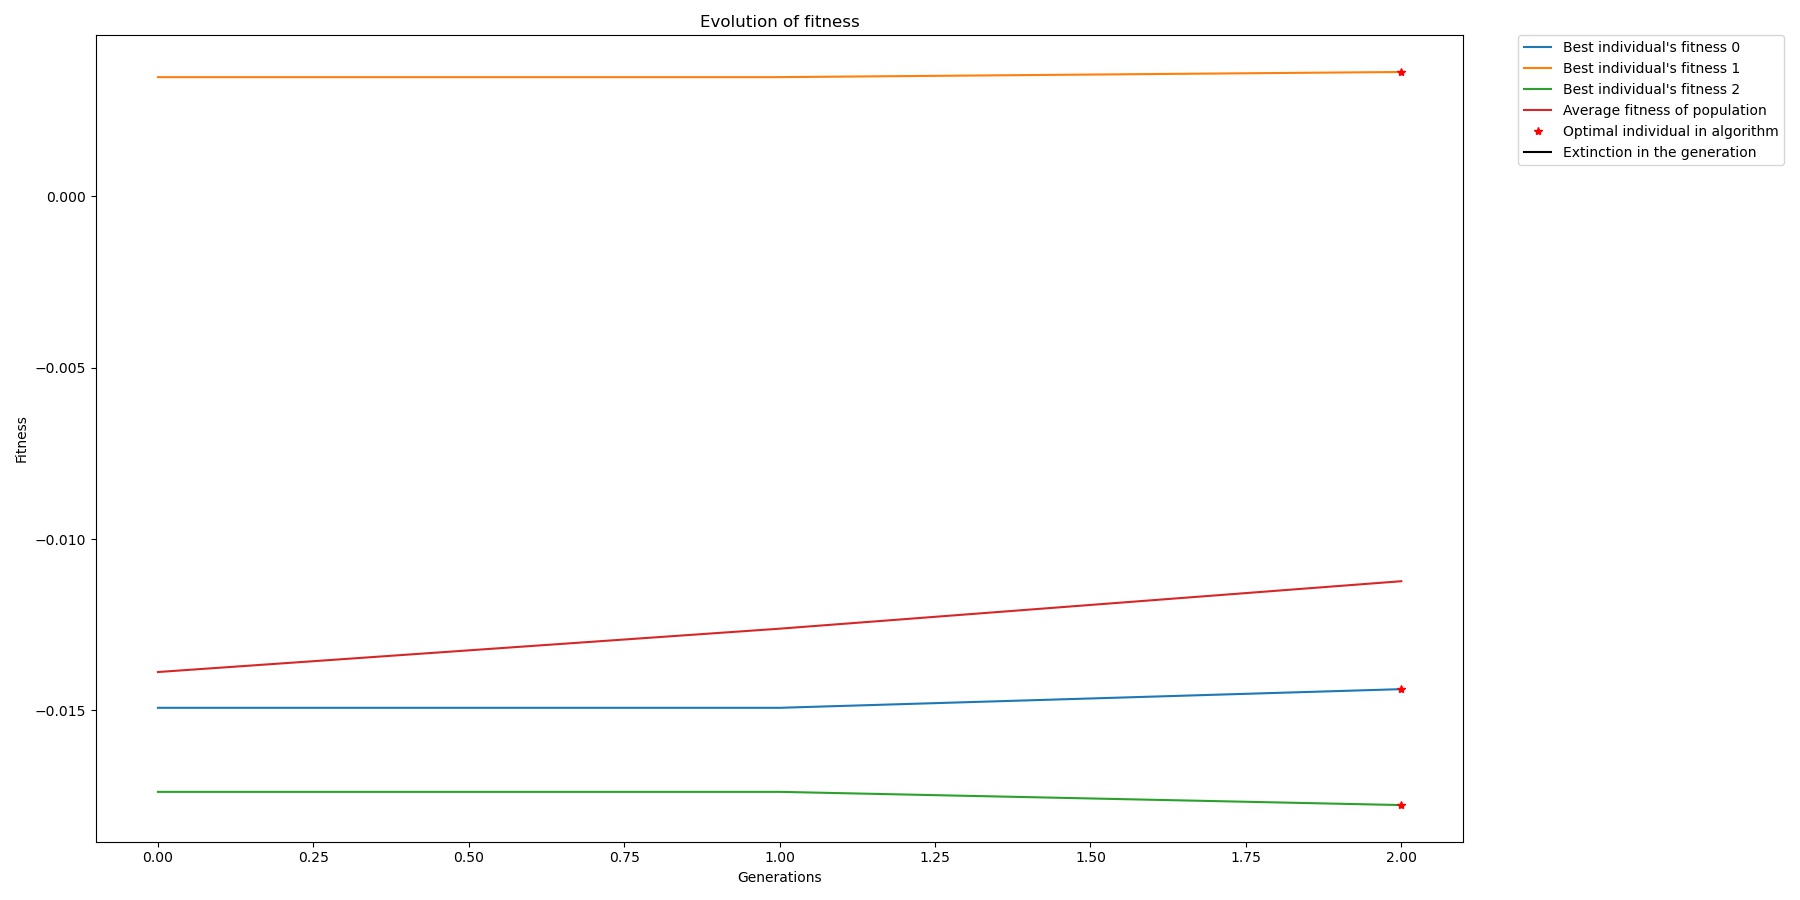 Evolution of fitness
Best individual's fitness 0
Best individual's fitness 1
Best individual's fitness 2
Average fitness of population
Optimal individual in algorithm
Extinction in the generation
0.000
−0.005
−0.010
−0.015
Fitness
0.00 0.25 0.50 0.75 1.00 1.25 1.50 1.75 2.00
Generations